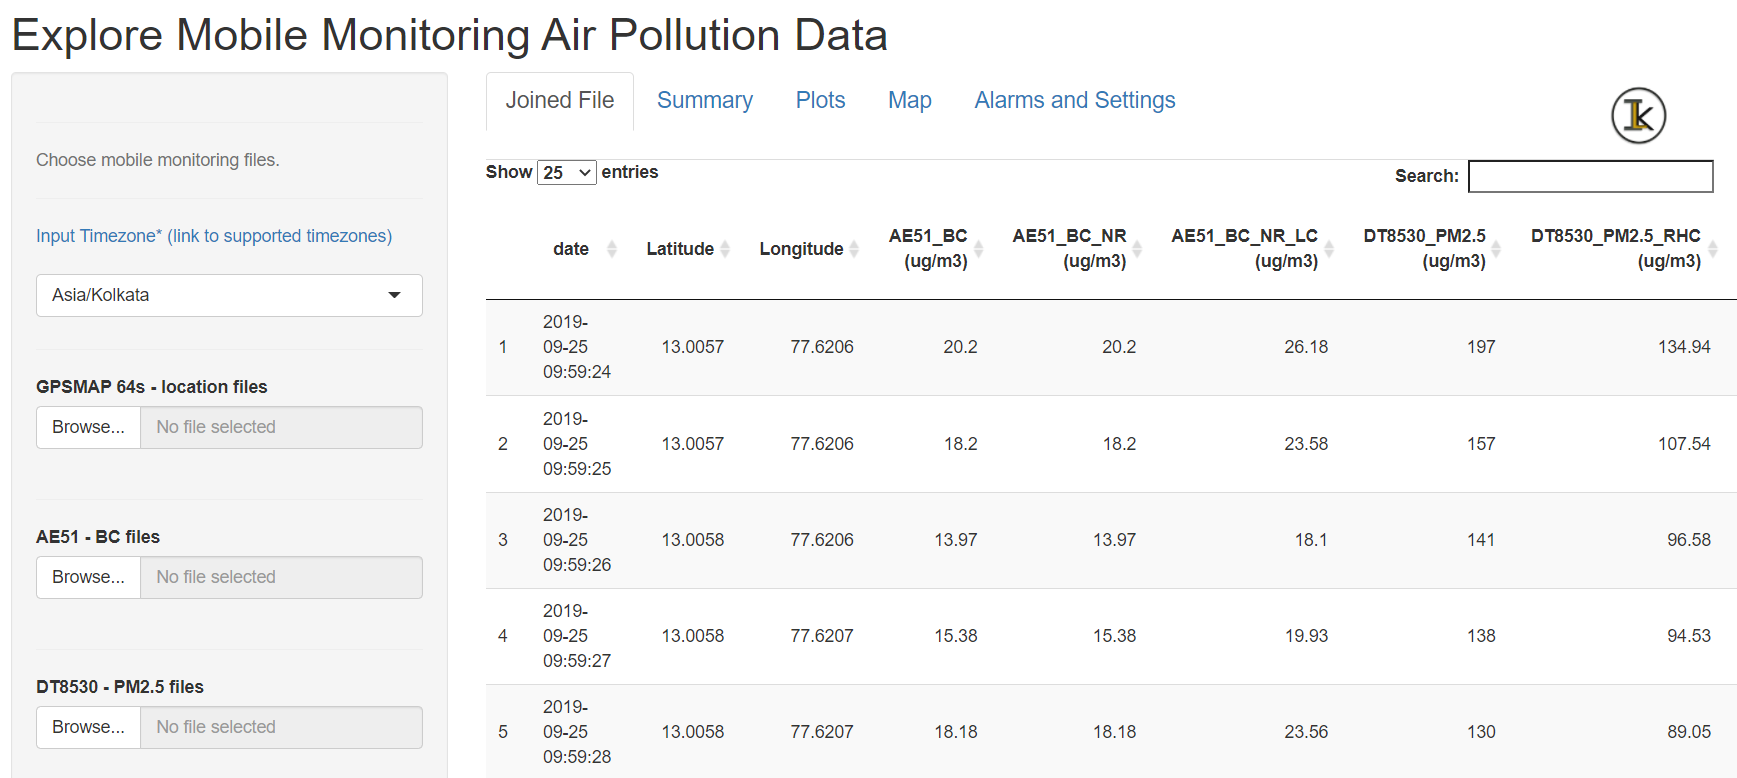 Explore Mobile Monitoring Air Pollution Data
Joined File Summary Plots Map Alarms and Settings
Choose mobile monitoring files.
Input Timezone* (link to supported timezones)
Asia/Kolkata
GPSMAP 64s - location files
Browse... No file selected
AE51 - BC files
Browse... No file selected
DT8530 - PM2.5 files
Browse... No file selected
Ik
Show 25 entries
Search:
date Latitude Longitude AE51_BC (ug/m3) AE51_BC_NR (ug/m3) AE51_BC_NR_LC (ug/m3) DT8530_PM2.5 (ug/m3) DT8530_PM2.5_RHC (ug/m3)
1 2019-09-25 09:59:24 13.0057 77.6206 20.2 20.2 26.18 197 134.94
2 2019-09-25 09:59:25 13.0057 77.6206 18.2 18.2 23.58 157 107.54
3 2019-09-25 09:59:26 13.0058 77.6206 13.97 13.97 18.1 141 96.58
4 2019-09-25 09:59:27 13.0058 77.6207 15.38 15.38 19.93 138 94.53
5 2019-09-25 09:59:28 13.0058 77.6207 18.18 18.18 23.56 130 89.05